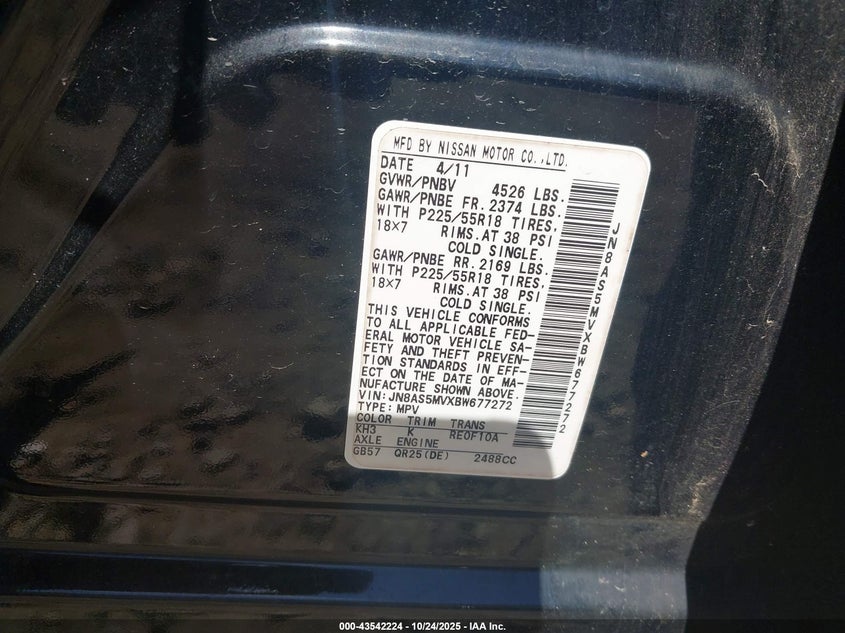 MFD BY NISSAN MOTOR CO.,LTD.
DATE 4/11
GVWR/PNBV 4526 LBS.
GAWR/PNBE FR. 2374 LBS.
WITH P225/55R18 TIRES,
18X7 RIMS.AT 38 PSI
COLD SINGLE.
GAWR/PNBE RR. 2169 LBS.
WITH P225/55R18 TIRES,
18X7 RIMS.AT 38 PSI
COLD SINGLE.
THIS VEHICLE CONFORMS
TO ALL APPLICABLE FED-
ERAL MOTOR VEHICLE SA-
FETY AND THEFT PREVEN-
TION STANDARDS IN EFF-
ECT ON THE DATE OF MA-
NUFACTURE SHOWN ABOVE.
VIN: JN8AS5MVXBW677272
TYPE: MPV
COLOR TRIM TRANS
KH3 K RE0F10A
AXLE ENGINE
GB57 QR25(DE) 2488CC
JN8AS5MVXBW677272
000-43542224 - 10/24/2025 - IAA Inc.